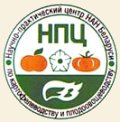 Научно-практический центр НАН Беларуси
НПЦ
по картофелеводству и плодоовощеводству